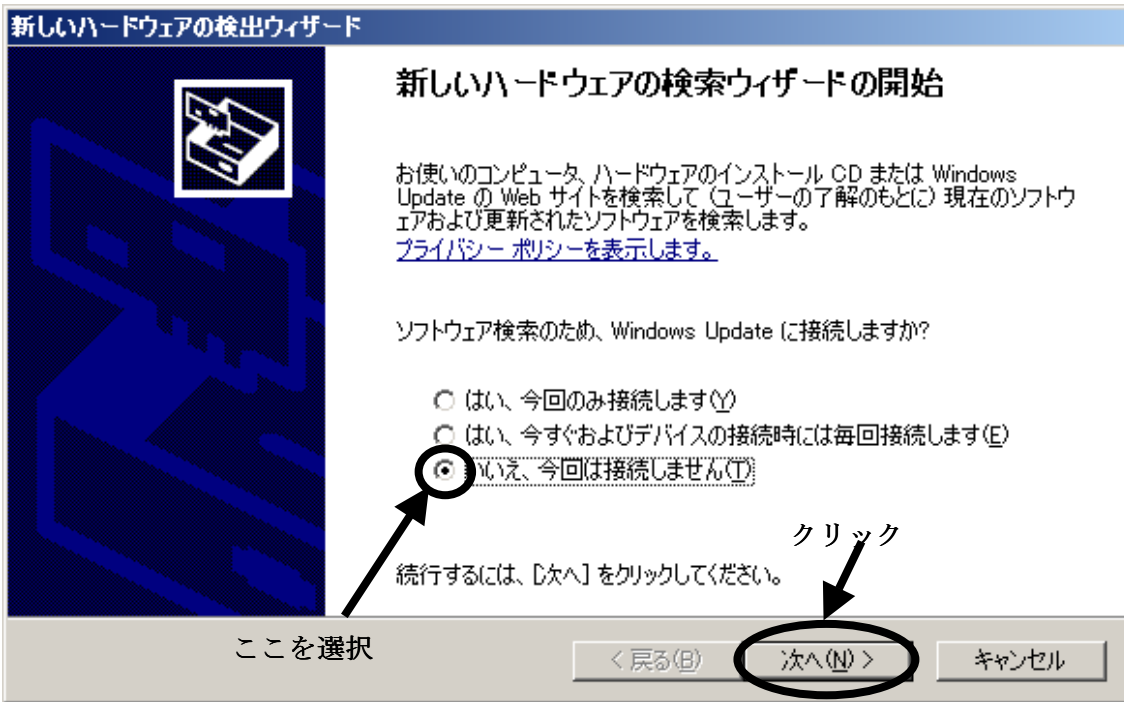 新しいハードウェアの検出ウィザード
新しいハードウェアの検索ウィザードの開始
お使いのコンピュータ、ハードウェアのインストール CD または Windows
Update の Web サイトを検索して (ユーザーの了解のもとに) 現在のソフトウ
ェアおよび更新されたソフトウェアを検索します。
プライバシー ポリシーを表示します。
ソフトウェア検索のため、Windows Update に接続しますか?
はい、今回のみ接続します(Y)
はい、今すぐおよびデバイスの接続時には毎回接続します(E)
いいえ、今回は接続しません(T)
クリック
続行するには、[次へ] をクリックしてください。
ここを選択
< 戻る(B)
次へ(N) >
キャンセル